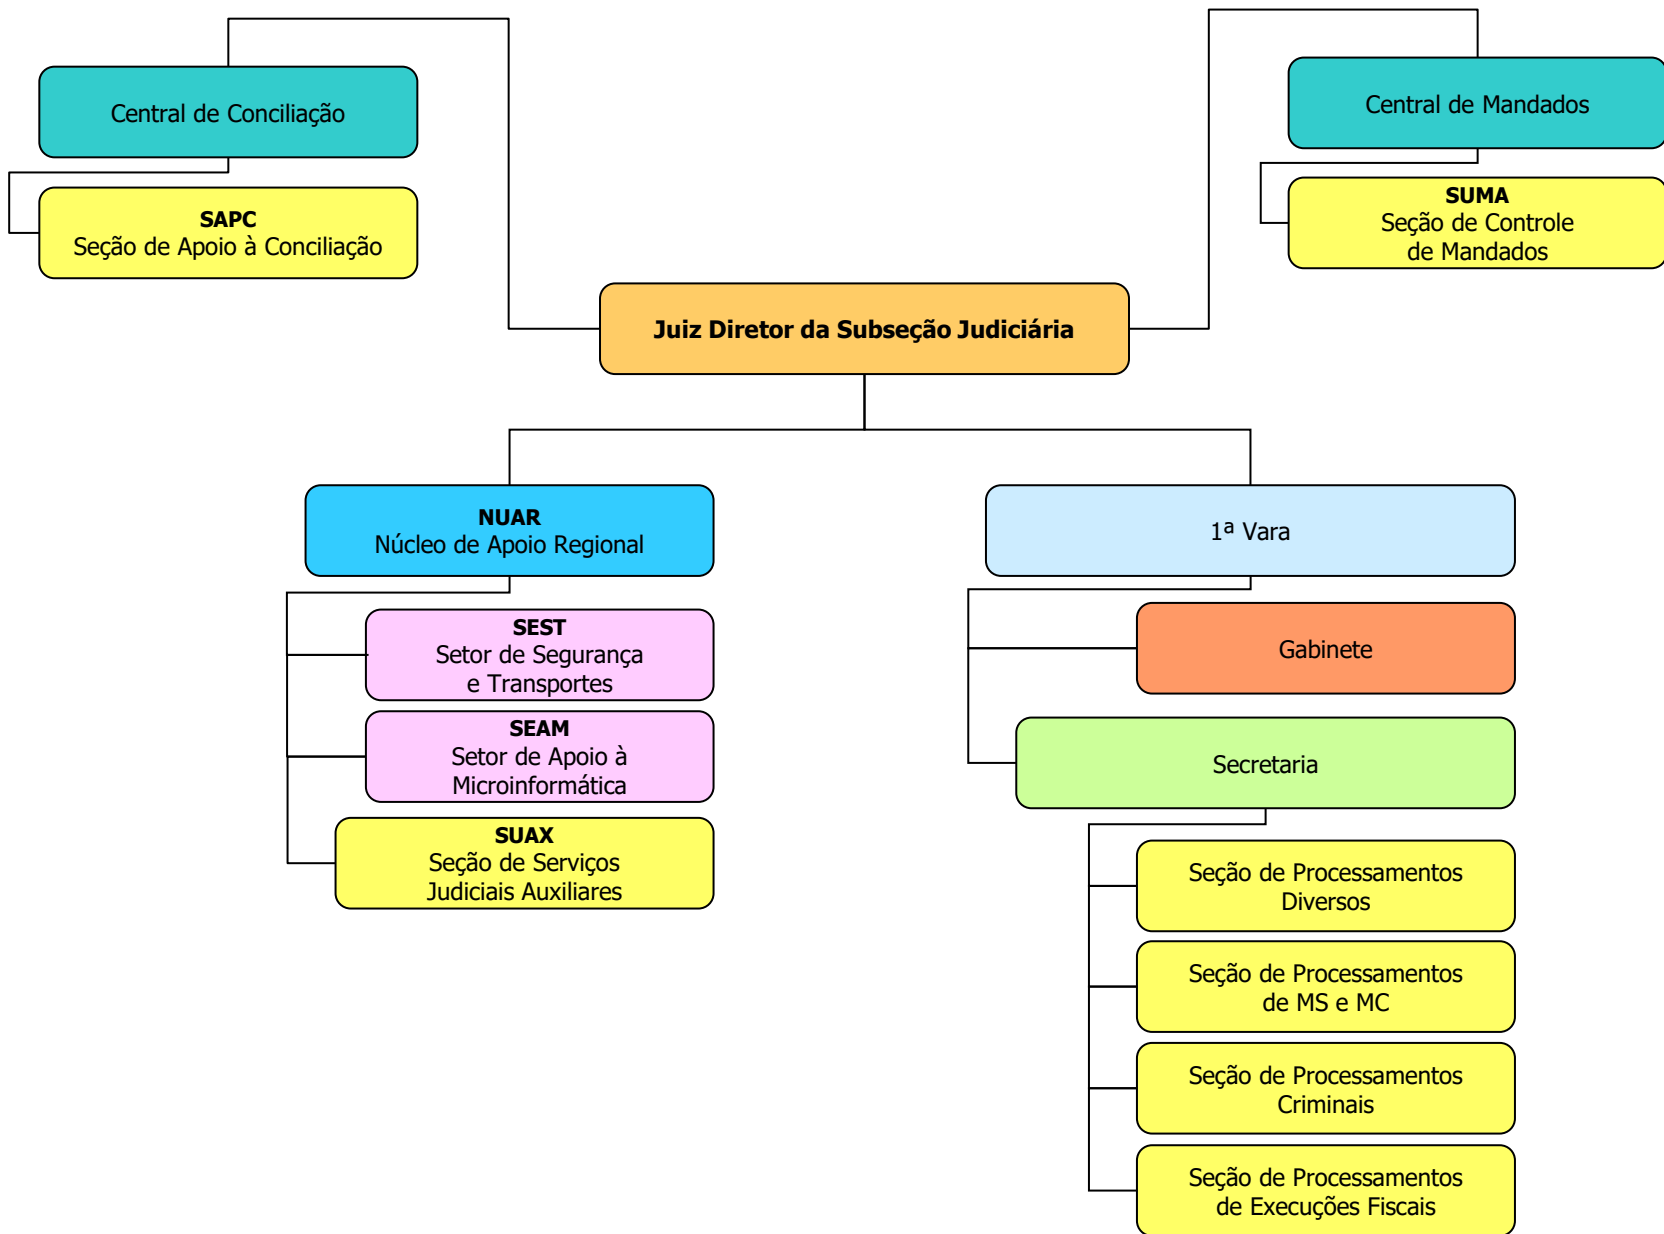 Central de Conciliação
SAPC
Seção de Apoio à Conciliação
Central de Mandados
SUMA
Seção de Controle
de Mandados
Juiz Diretor da Subseção Judiciária
NUAR
Núcleo de Apoio Regional
SEST
Setor de Segurança
e Transportes
SEAM
Setor de Apoio à
Microinformática
SUAX
Seção de Serviços
Judiciais Auxiliares
1ª Vara
Gabinete
Secretaria
Seção de Processamentos
Diversos
Seção de Processamentos
de MS e MC
Seção de Processamentos
Criminais
Seção de Processamentos
de Execuções Fiscais